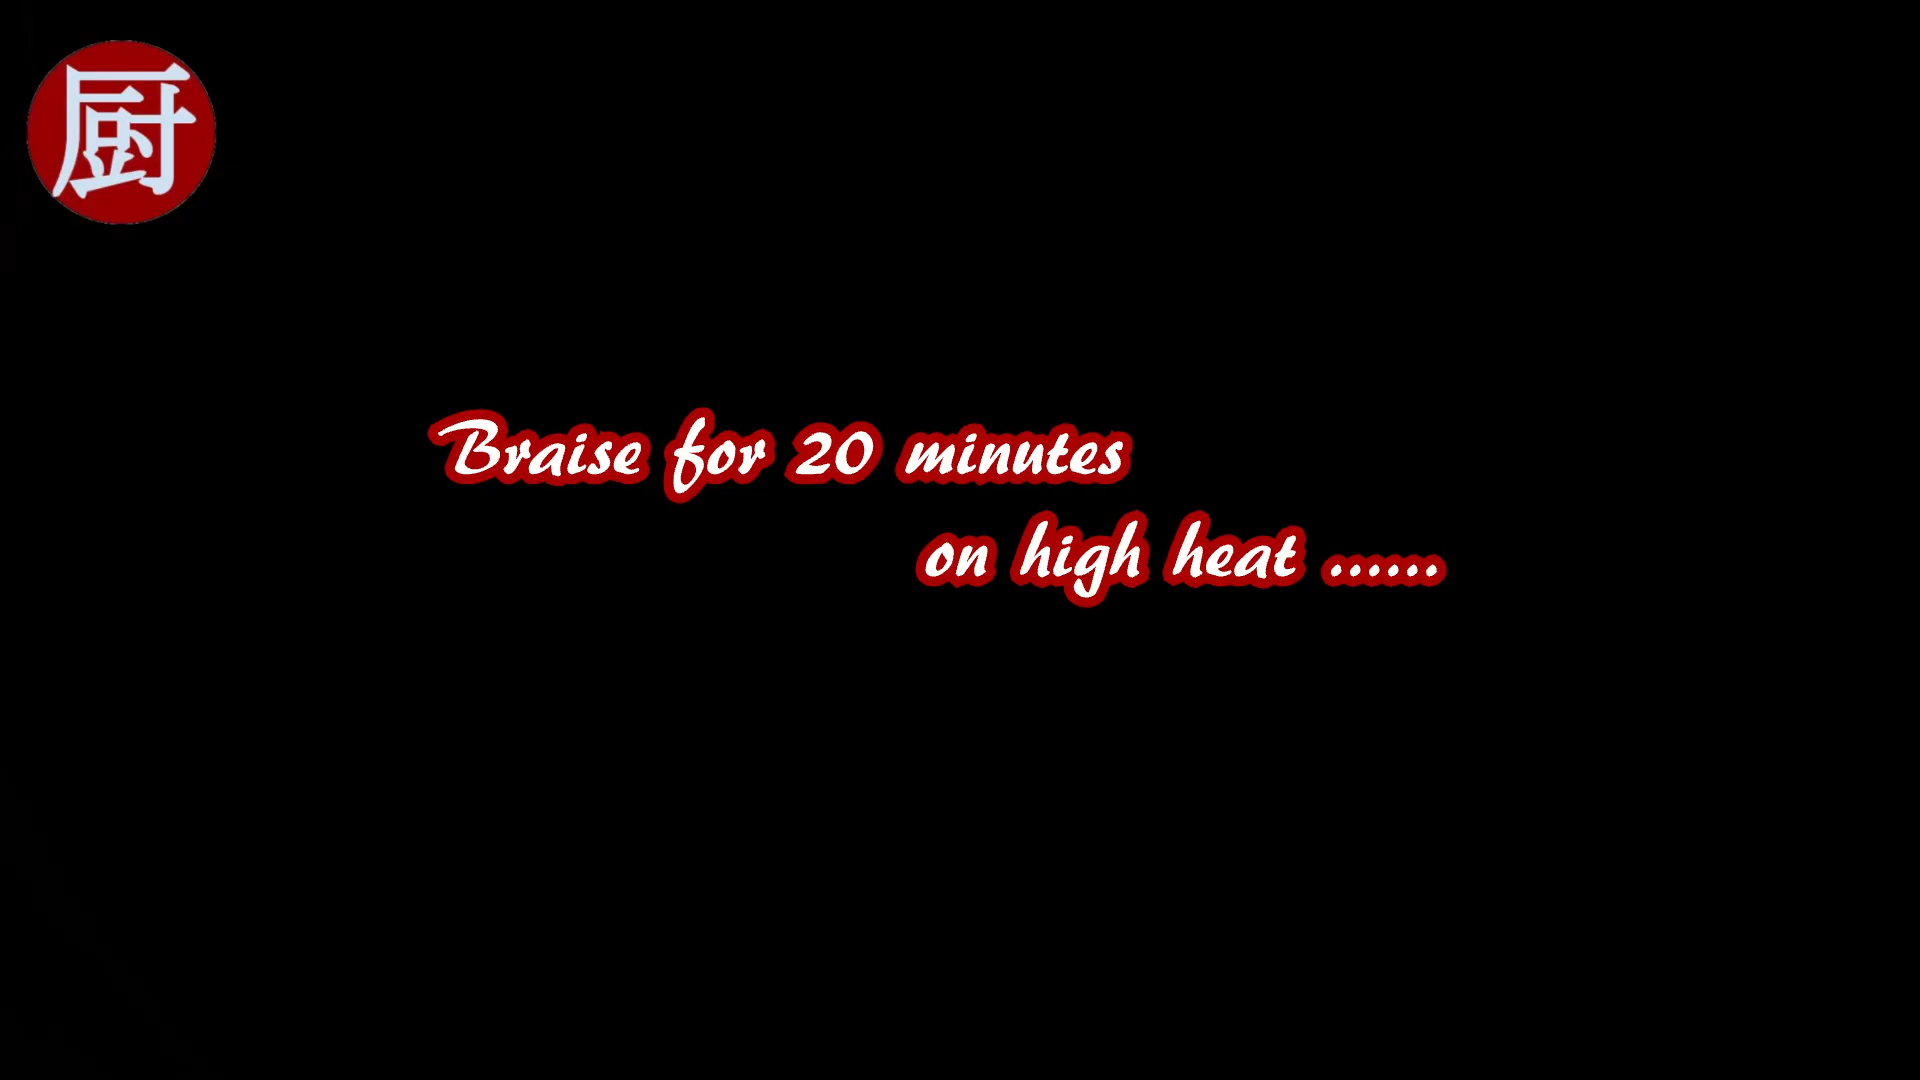 厨
Braise for 20 minutes
on high heat ......